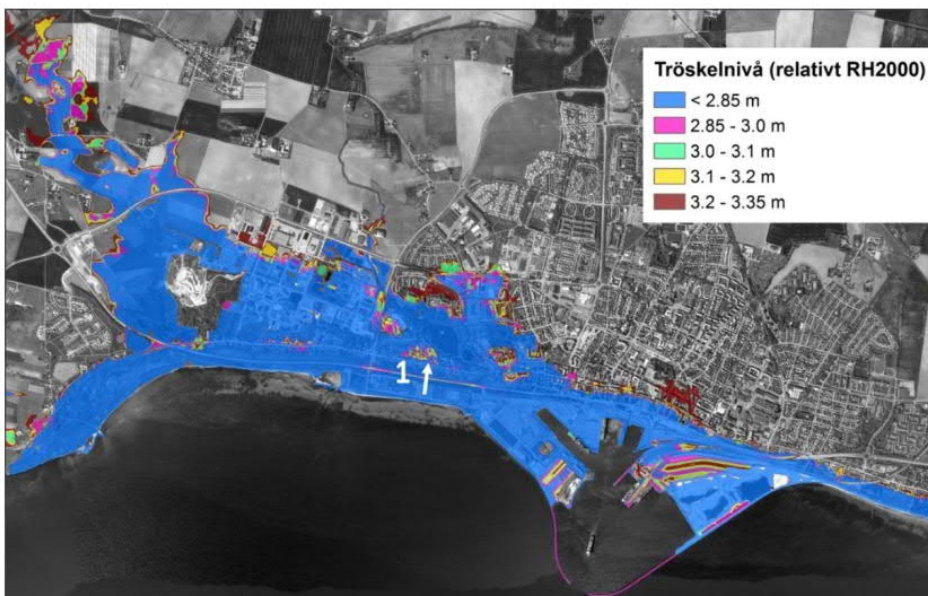 Tröskelnivå (relativt RH2000)
< 2.85 m
2.85 - 3.0 m
3.0 - 3.1 m
3.1 - 3.2 m
3.2 - 3.35 m
1